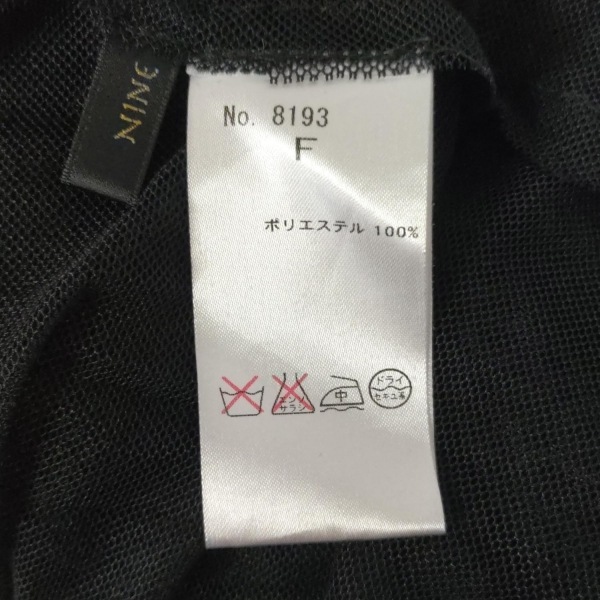 NINE
No. 8193
F
ポリエステル 100%
エンソ
サラシ
中
ドライ
セキユ系